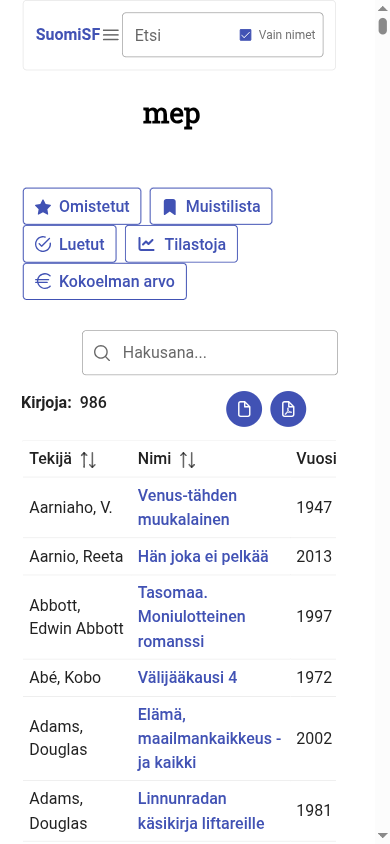 SuomiSF
Etsi
Vain nimet
mep
Omistetut
Muistilista
Luetut
Tilastoja
Kokoelman arvo
Hakusana...
Kirjoja: 986
Tekijä Nimi Vuosi
Aarniaho, V. Venus-tähden muukalainen 1947
Aarnio, Reeta Hän joka ei pelkää 2013
Abbott, Edwin Abbott Tasomaa. Moniulotteinen romanssi 1997
Abé, Kobo Välijääkausi 4 1972
Adams, Douglas Elämä, maailmankaikkeus - ja kaikki 2002
Adams, Douglas Linnunradan käsikirja liftareille 1981